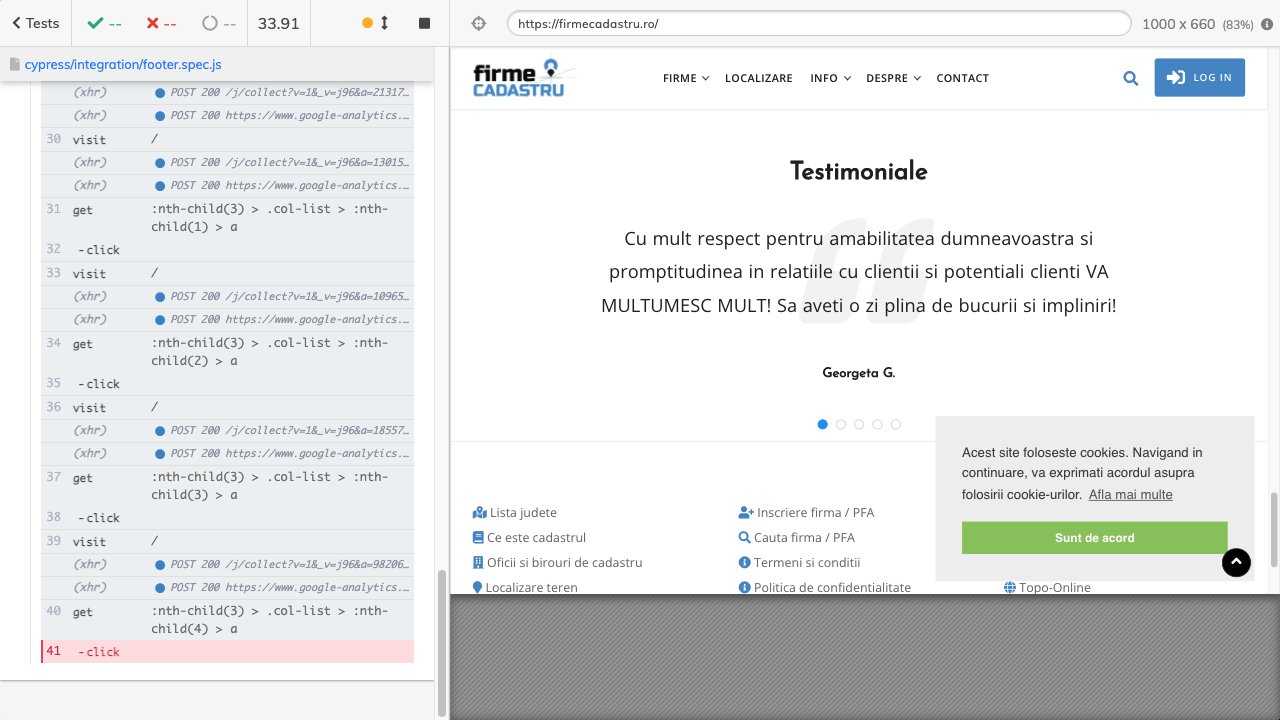 Tests
--
--
--
33.91
https://firmecadastru.ro/
1000 x 660 (83%)
cypress/integration/footer.spec.js
(xhr) POST 200 /j/collect?v=1&_v=j96&a=21317…
(xhr) POST 200 https://www.google-analytics.…
30 visit /
(xhr) POST 200 /j/collect?v=1&_v=j96&a=13015…
(xhr) POST 200 https://www.google-analytics.…
31 get :nth-child(3) > .col-list > :nth-
child(1) > a
32 -click
33 visit /
(xhr) POST 200 /j/collect?v=1&_v=j96&a=10965…
(xhr) POST 200 https://www.google-analytics.…
34 get :nth-child(3) > .col-list > :nth-
child(2) > a
35 -click
36 visit /
(xhr) POST 200 /j/collect?v=1&_v=j96&a=18557…
(xhr) POST 200 https://www.google-analytics.…
37 get :nth-child(3) > .col-list > :nth-
child(3) > a
38 -click
39 visit /
(xhr) POST 200 /j/collect?v=1&_v=j96&a=98206…
(xhr) POST 200 https://www.google-analytics.…
40 get :nth-child(3) > .col-list > :nth-
child(4) > a
41 -click
firme
CADASTRU
FIRME
LOCALIZARE
INFO
DESPRE
CONTACT
LOG IN
Testimoniale
Cu mult respect pentru amabilitatea dumneavoastra si
promptitudinea in relatiile cu clientii si potentiali clienti VA
MULTUMESC MULT! Sa aveti o zi plina de bucurii si impliniri!
Georgeta G.
Lista judete
Ce este cadastrul
Oficii si birouri de cadastru
Localizare teren
Inscriere firma / PFA
Cauta firma / PFA
Termeni si conditii
Politica de confidentialitate
Topo-Online
Acest site foloseste cookies. Navigand in
continuare, va exprimati acordul asupra
folosirii cookie-urilor. Afla mai multe
Sunt de acord